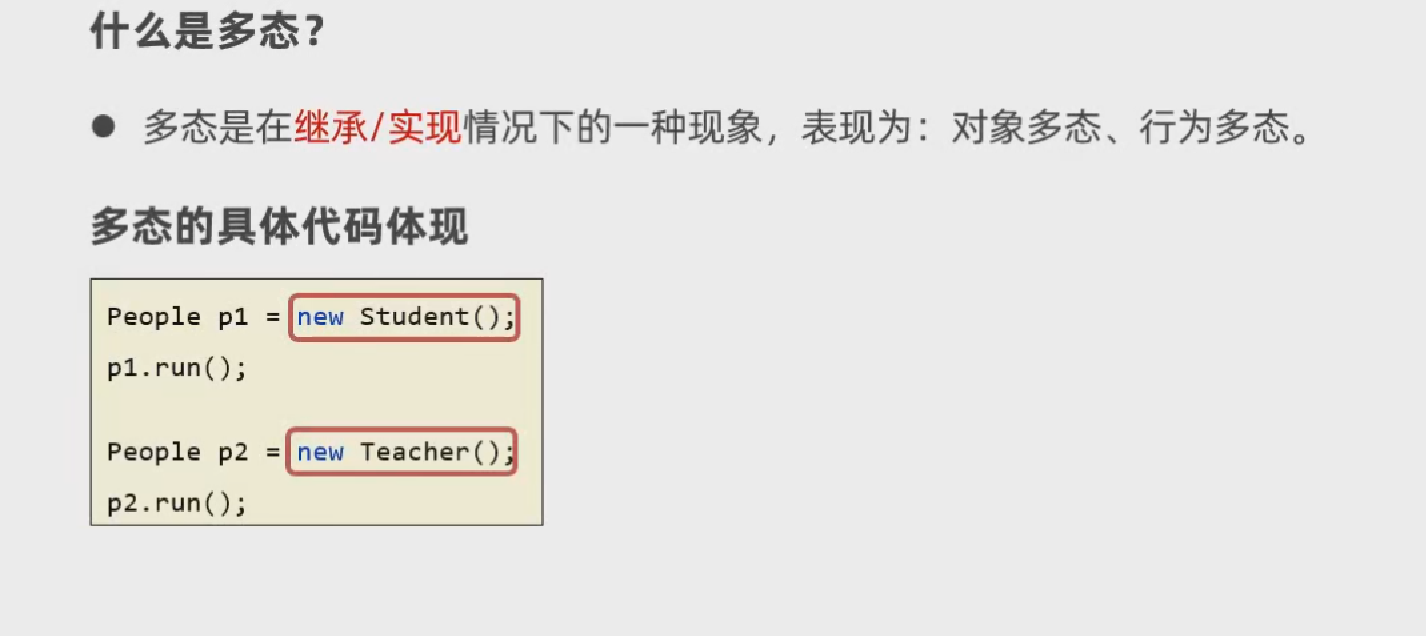 什么是多态?
● 多态是在继承/实现情况下的一种现象，表现为：对象多态、行为多态。
多态的具体代码体现
People p1 = new Student();
p1.run();
People p2 = new Teacher();
p2.run();